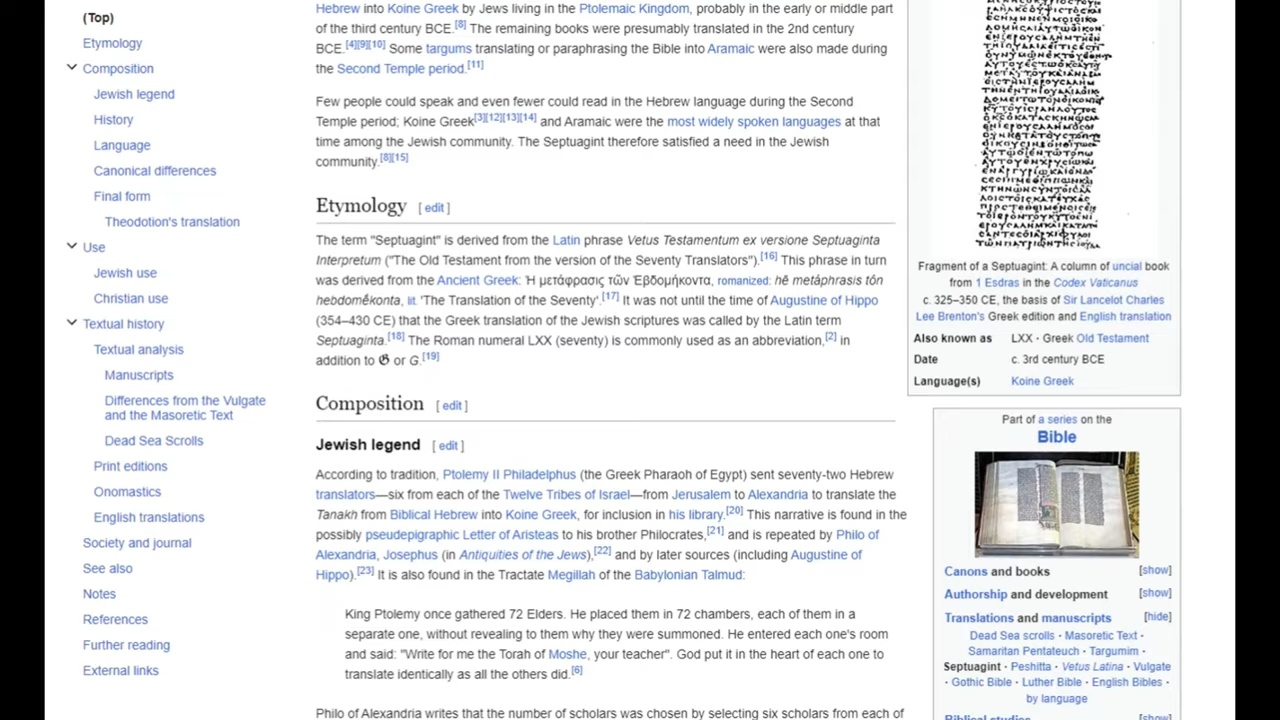 (Top)
Etymology
Composition
Jewish legend
History
Language
Canonical differences
Final form
Theodotion's translation
Use
Jewish use
Christian use
Textual history
Textual analysis
Manuscripts
Differences from the Vulgate
and the Masoretic Text
Dead Sea Scrolls
Print editions
Onomastics
English translations
Society and journal
See also
Notes
References
Further reading
External links
Hebrew into Koine Greek by Jews living in the Ptolemaic Kingdom, probably in the early or middle part
of the third century BCE.[8] The remaining books were presumably translated in the 2nd century
BCE.[4][9][10] Some targums translating or paraphrasing the Bible into Aramaic were also made during
the Second Temple period.[11]
Few people could speak and even fewer could read in the Hebrew language during the Second
Temple period; Koine Greek[3][12][13][14] and Aramaic were the most widely spoken languages at that
time among the Jewish community. The Septuagint therefore satisfied a need in the Jewish
community.[8][15]
Etymology [ edit ]
The term "Septuagint" is derived from the Latin phrase Vetus Testamentum ex versione Septuaginta
Interpretum ("The Old Testament from the version of the Seventy Translators").[16] This phrase in turn
was derived from the Ancient Greek: Ἡ μετάφρασις τῶν Ἑβδομήκοντα, romanized: hē metáphrasis tôn
hebdomḗkonta, lit. 'The Translation of the Seventy'.[17] It was not until the time of Augustine of Hippo
(354–430 CE) that the Greek translation of the Jewish scriptures was called by the Latin term
Septuaginta.[18] The Roman numeral LXX (seventy) is commonly used as an abbreviation,[2] in
addition to 𝕲 or G.[19]
Composition [ edit ]
Jewish legend [ edit ]
According to tradition, Ptolemy II Philadelphus (the Greek Pharaoh of Egypt) sent seventy-two Hebrew
translators—six from each of the Twelve Tribes of Israel—from Jerusalem to Alexandria to translate the
Tanakh from Biblical Hebrew into Koine Greek, for inclusion in his library.[20] This narrative is found in the
possibly pseudepigraphic Letter of Aristeas to his brother Philocrates,[21] and is repeated by Philo of
Alexandria, Josephus (in Antiquities of the Jews),[22] and by later sources (including Augustine of
Hippo).[23] It is also found in the Tractate Megillah of the Babylonian Talmud:
King Ptolemy once gathered 72 Elders. He placed them in 72 chambers, each of them in a
separate one, without revealing to them why they were summoned. He entered each one's room
and said: "Write for me the Torah of Moshe, your teacher". God put it in the heart of each one to
translate identically as all the others did.[6]
Philo of Alexandria writes that the number of scholars was chosen by selecting six scholars from each of
Fragment of a Septuagint: A column of uncial book
from 1 Esdras in the Codex Vaticanus
c. 325–350 CE, the basis of Sir Lancelot Charles
Lee Brenton's Greek edition and English translation
Also known as LXX · Greek Old Testament
Date c. 3rd century BCE
Language(s) Koine Greek
Part of a series on the
Bible
Canons and books [show]
Authorship and development [show]
Translations and manuscripts [hide]
Dead Sea scrolls · Masoretic Text ·
Samaritan Pentateuch · Targumim ·
Septuagint · Peshitta · Vetus Latina · Vulgate
· Gothic Bible · Luther Bible · English Bibles ·
by language
Biblical studies [show]